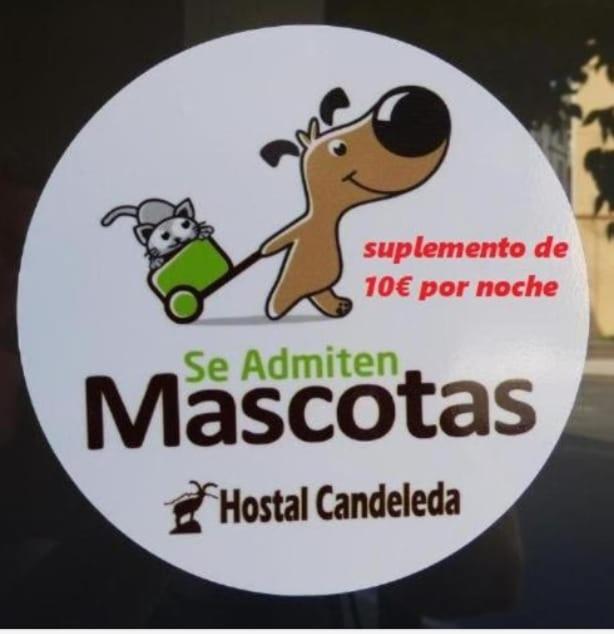 suplemento de
10€ por noche
Se Admiten
Mascotas
Hostal Candeleda